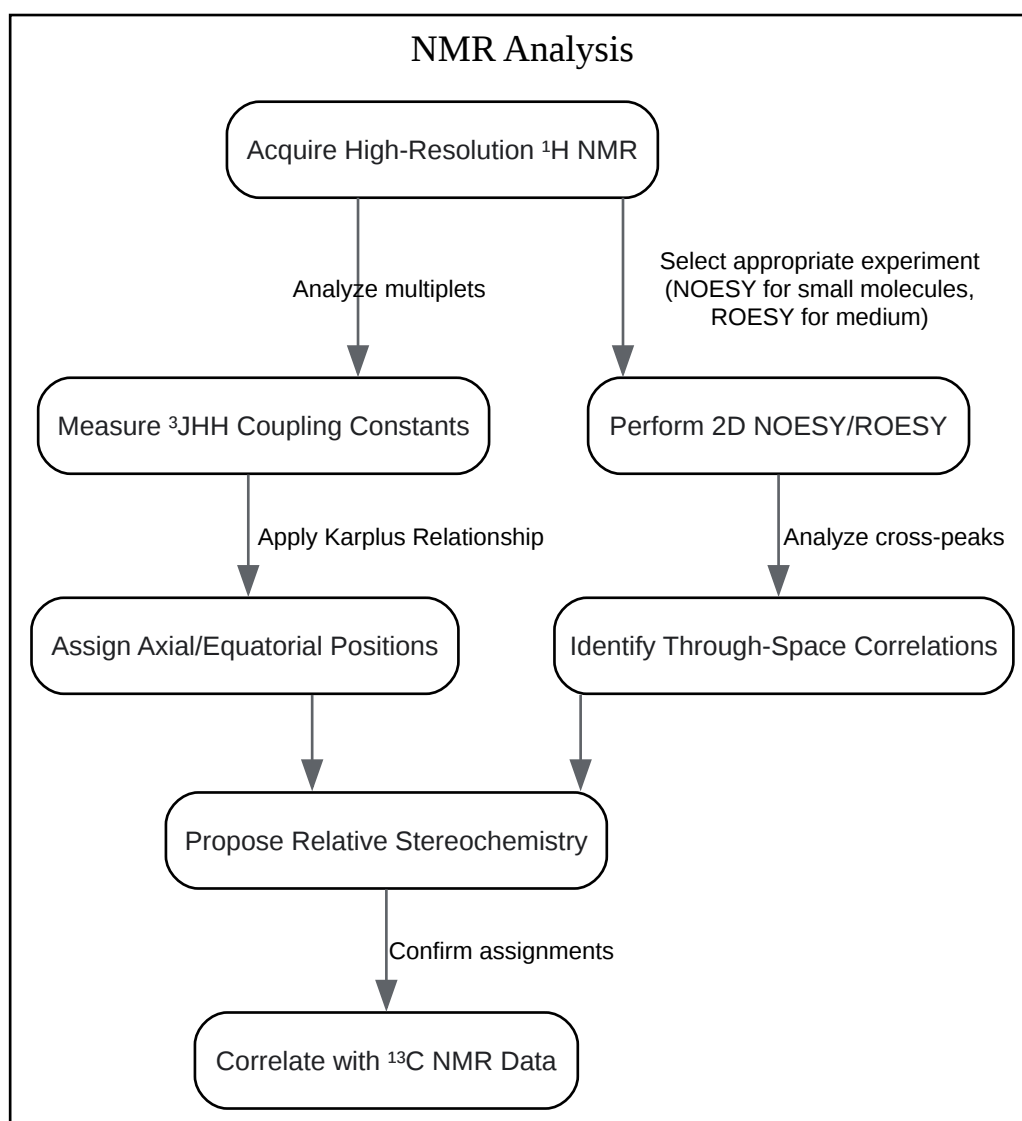 NMR Analysis
Acquire High-Resolution ¹H NMR
Analyze multiplets
Select appropriate experiment
(NOESY for small molecules,
ROESY for medium)
Measure ³JHH Coupling Constants
Perform 2D NOESY/ROESY
Apply Karplus Relationship
Analyze cross-peaks
Assign Axial/Equatorial Positions
Identify Through-Space Correlations
Propose Relative Stereochemistry
Confirm assignments
Correlate with ¹³C NMR Data